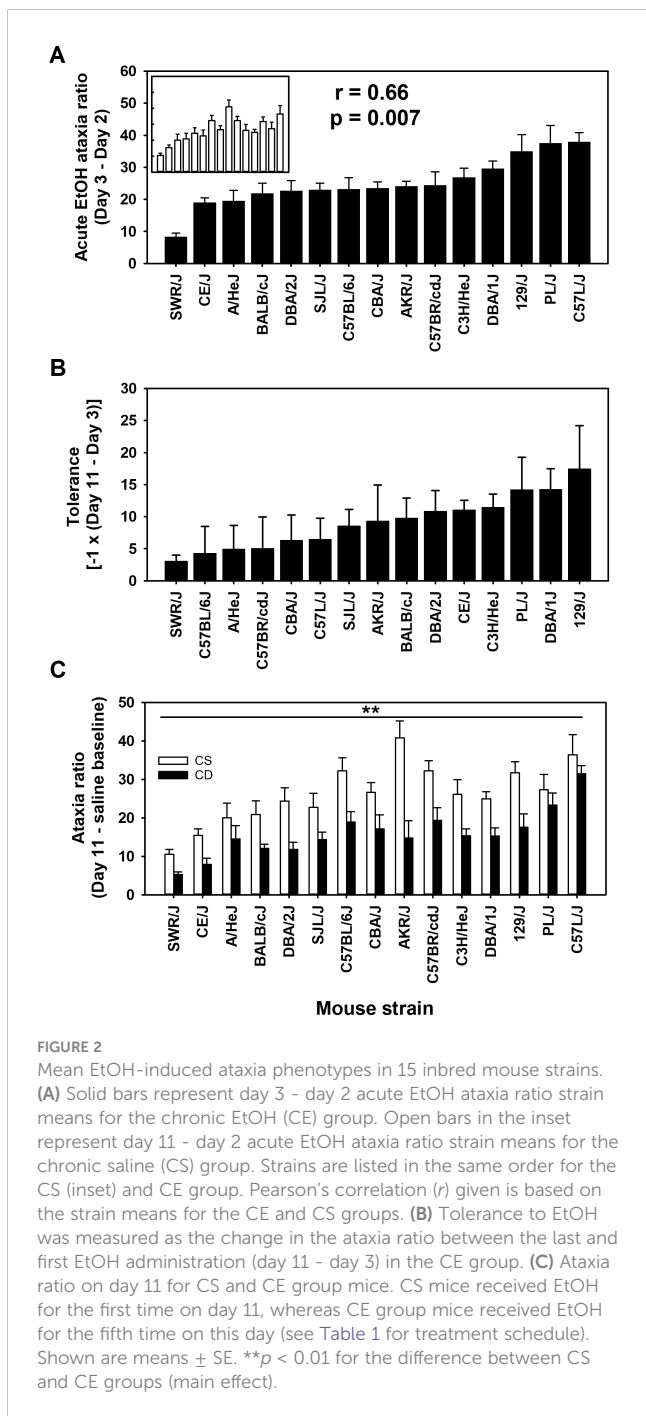 A
Acute EtOH ataxia ratio
(Day 3 - Day 2)
60
50
40
30
20
10
0
r = 0.66
p = 0.007
SWR/J
CE/J
A/HeJ
BALB/cJ
DBA/2J
SJL/J
C57BL/6J
CBA/J
AKR/J
C57BR/cdJ
C3H/HeJ
DBA/1J
129/J
PL/J
C57L/J
B
Tolerance
[-1 x (Day 11 - Day 3)]
30
25
20
15
10
5
0
SWR/J
C57BL/6J
A/HeJ
C57BR/cdJ
CBA/J
C57L/J
SJL/J
AKR/J
BALB/cJ
DBA/2J
CE/J
C3H/HeJ
PL/J
DBA/1J
129/J
C
Ataxia ratio
(Day 11 - saline baseline)
50
40
30
20
10
0
**
CS
CD
SWR/J
CE/J
A/HeJ
BALB/cJ
DBA/2J
SJL/J
C57BL/6J
CBA/J
AKR/J
C57BR/cdJ
C3H/HeJ
DBA/1J
129/J
PL/J
C57L/J
Mouse strain
FIGURE 2
Mean EtOH-induced ataxia phenotypes in 15 inbred mouse strains.
(A) Solid bars represent day 3 - day 2 acute EtOH ataxia ratio strain
means for the chronic EtOH (CE) group. Open bars in the inset
represent day 11 - day 2 acute EtOH ataxia ratio strain means for the
chronic saline (CS) group. Strains are listed in the same order for the
CS (inset) and CE group. Pearson's correlation (r) given is based on
the strain means for the CE and CS groups. (B) Tolerance to EtOH
was measured as the change in the ataxia ratio between the last and
first EtOH administration (day 11 - day 3) in the CE group. (C) Ataxia
ratio on day 11 for CS and CE group mice. CS mice received EtOH
for the first time on day 11, whereas CE group mice received EtOH
for the fifth time on this day (see Table 1 for treatment schedule).
Shown are means ± SE. **p < 0.01 for the difference between CS
and CE groups (main effect).